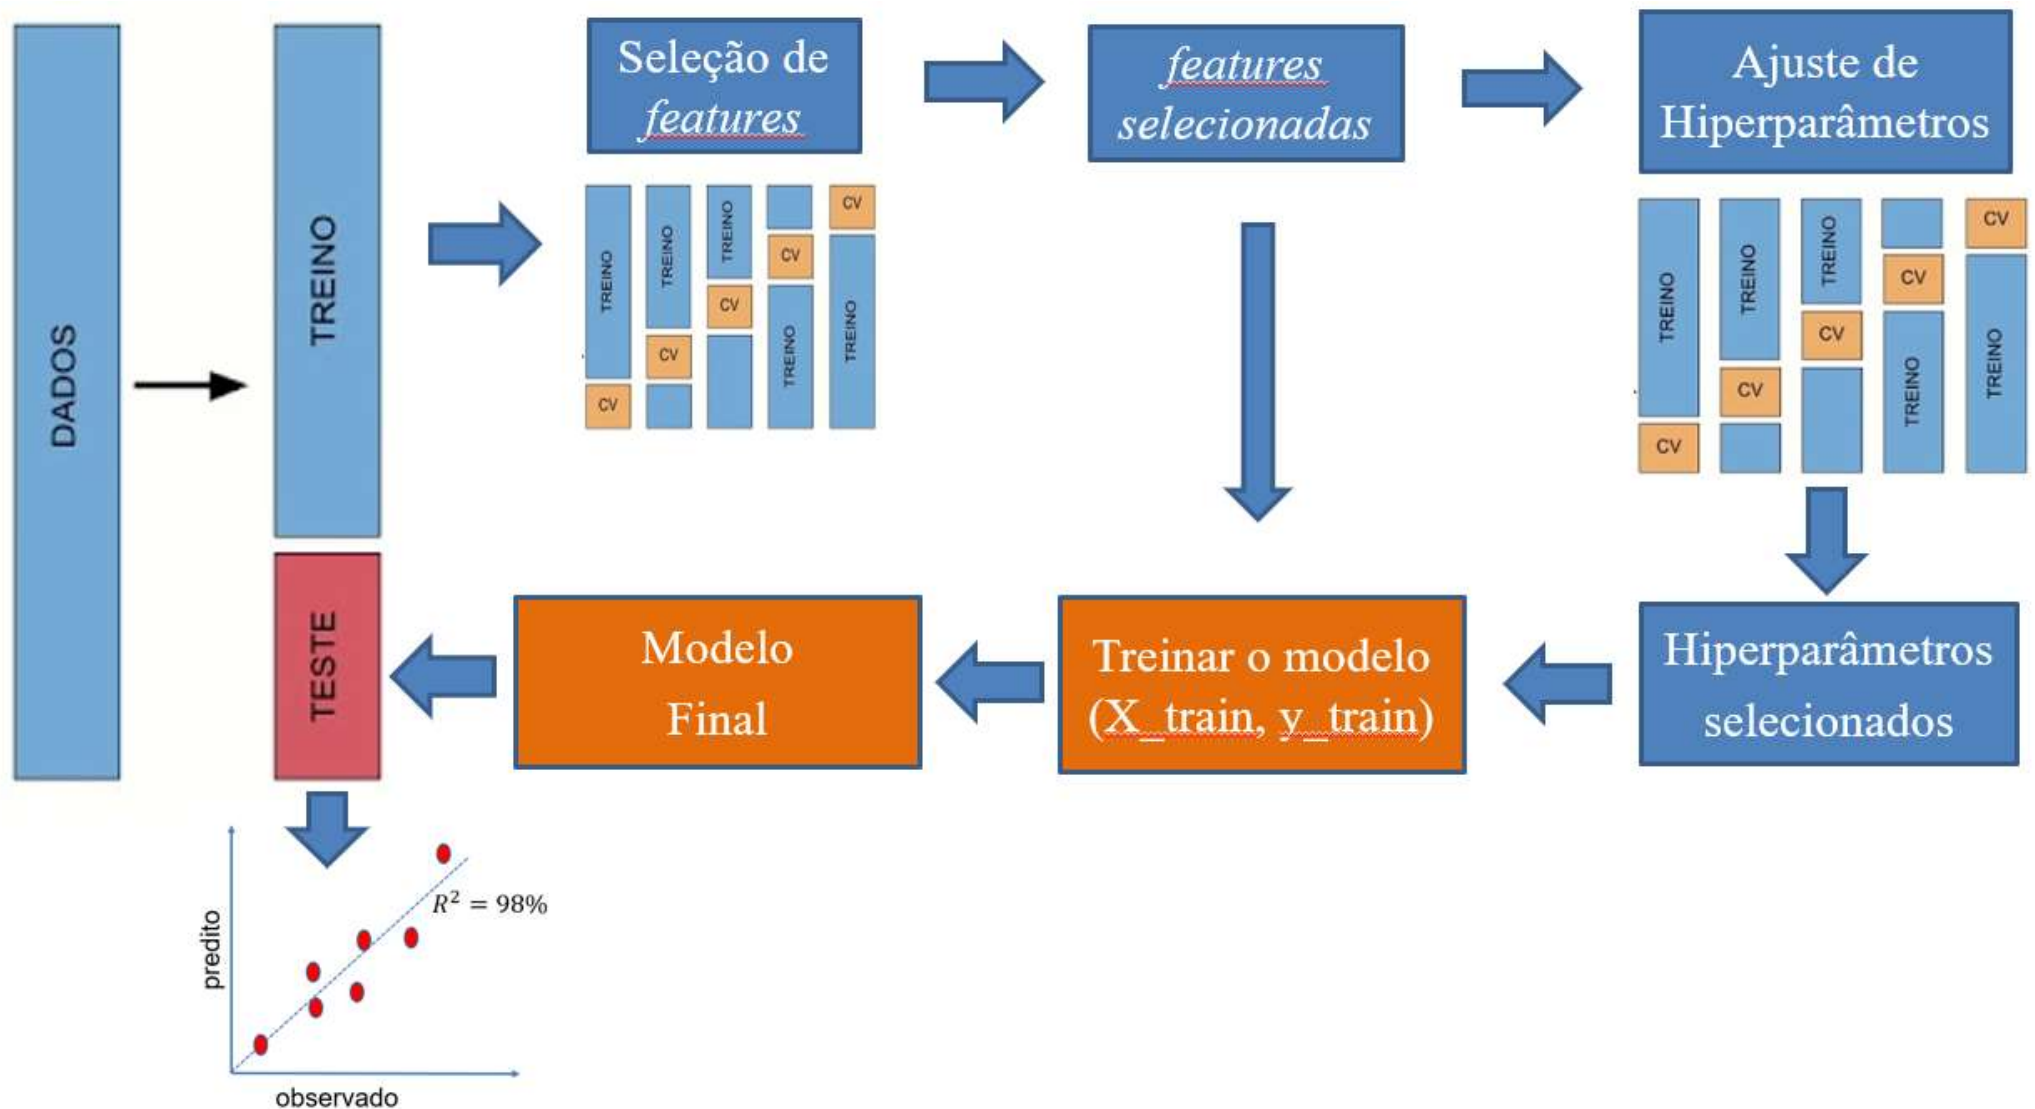 DADOS
TREINO
TESTE
Seleção de
features
TREINO
CV
TREINO
CV
TREINO
CV
CV
TREINO
CV
TREINO
features
selecionadas
Ajuste de
Hiperparâmetros
TREINO
CV
TREINO
CV
TREINO
CV
CV
TREINO
CV
TREINO
Hiperparâmetros
selecionados
Treinar o modelo
(X_train, y_train)
Modelo
Final
R² = 98%
predito
observado